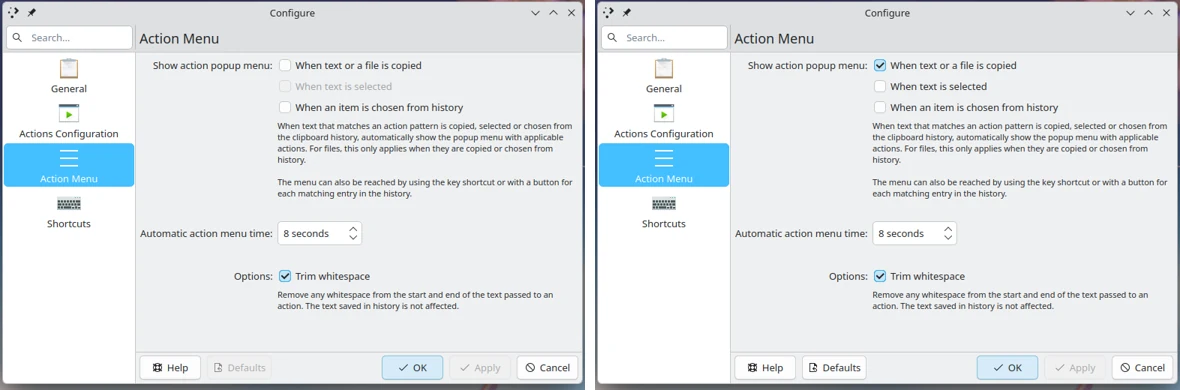 Configure
Search...
Action Menu
General
Actions Configuration
Action Menu
Shortcuts
Show action popup menu:
When text or a file is copied
When text is selected
When an item is chosen from history
When text that matches an action pattern is copied, selected or chosen from
the clipboard history, automatically show the popup menu with applicable
actions. For files, this only applies when they are copied or chosen from
history.
The menu can also be reached by using the key shortcut or with a button for
each matching entry in the history.
Automatic action menu time: 8 seconds
Options: Trim whitespace
Remove any whitespace from the start and end of the text passed to an
action. The text saved in history is not affected.
Help
Defaults
OK
Apply
Cancel
Configure
Search...
Action Menu
General
Actions Configuration
Action Menu
Shortcuts
Show action popup menu:
When text or a file is copied
When text is selected
When an item is chosen from history
When text that matches an action pattern is copied, selected or chosen from
the clipboard history, automatically show the popup menu with applicable
actions. For files, this only applies when they are copied or chosen from
history.
The menu can also be reached by using the key shortcut or with a button for
each matching entry in the history.
Automatic action menu time: 8 seconds
Options: Trim whitespace
Remove any whitespace from the start and end of the text passed to an
action. The text saved in history is not affected.
Help
Defaults
OK
Apply
Cancel